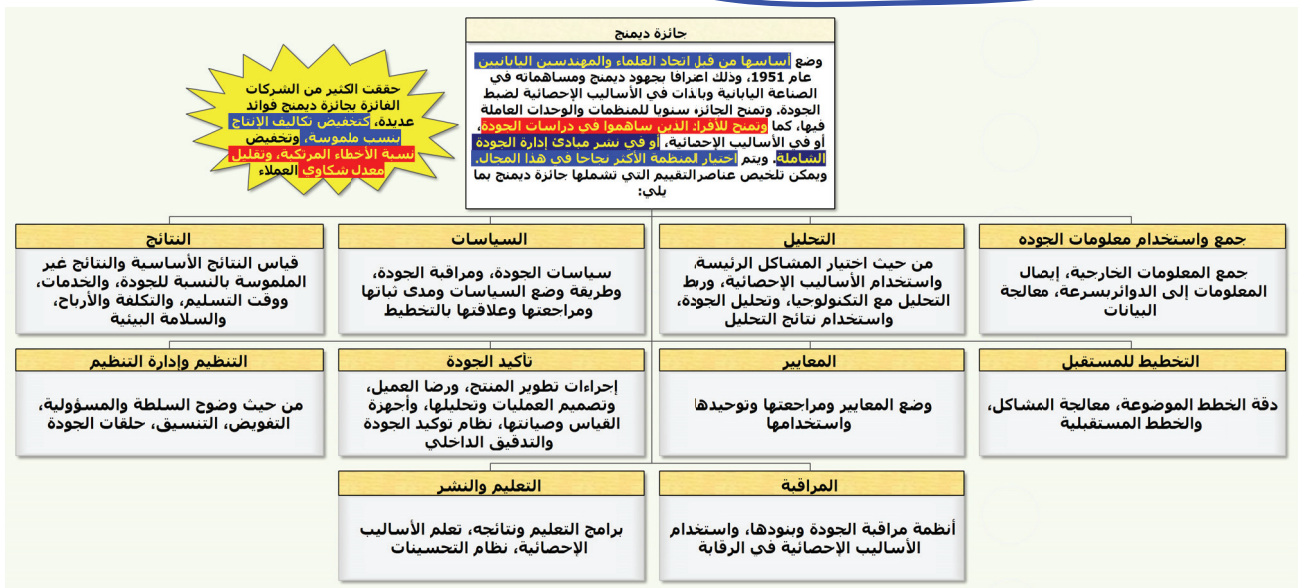 جائزة ديمنج
وضع أساسها من قبل اتحاد العلماء والمهندسين اليابانيين
عام 1951، وذلك اعترافا بجهود ديمنج ومساهماته في
الصناعة اليابانية وبالذات في الأساليب الإحصائية لضبط
الجودة. وتمنح الجائزة سنويا للمنظمات والوحدات العاملة
فيها، كما وتمنح للأفراد الذين ساهموا في دراسات الجودة،
أو في الأساليب الإحصائية، أو في نشر مبادئ إدارة الجودة
الشاملة. ويتم اختيار المنظمة الأكثر نجاحا في هذا المجال.
ويمكن تلخيص عناصر التقييم التي تشملها جائزة ديمنج بما
يلي:
حققت الكثير من الشركات
الفائزة بجائزة ديمنج فوائد
عديدة، كتخفيض تكاليف الإنتاج
بنسب ملموسة، وتخفيض
نسبة الأخطاء المرتكبة، وتقليل
معدل شكاوي العملاء
جمع واستخدام معلومات الجوده
جمع المعلومات الخارجية، إيصال
المعلومات إلى الدوائربسرعة، معالجة
البيانات
التحليل
من حيث اختيار المشاكل الرئيسة،
واستخدام الأساليب الإحصائية، وربط
التحليل مع التكنولوجيا، وتحليل الجودة،
واستخدام نتائج التحليل
السياسات
سياسات الجودة، ومراقبة الجودة،
وطريقة وضع السياسات ومدى ثباتها
ومراجعتها وعلاقتها بالتخطيط
النتائج
قياس النتائج الأساسية والنتائج غير
الملموسة بالنسبة للجودة، والخدمات،
ووقت التسليم، والتكلفة والأرباح،
والسلامة البيئية
التخطيط للمستقبل
دقة الخطط الموضوعة، معالجة المشاكل،
والخطط المستقبلية
المعايير
وضع المعايير ومراجعتها وتوحيدها
واستخدامها
تأكيد الجودة
إجراءات تطوير المنتج، ورضا العميل،
وتصميم العمليات وتحليلها، وأجهزة
القياس وصيانتها، نظام توكيد الجودة
والتدقيق الداخلي
التنظيم وإدارة التنظيم
من حيث وضوح السلطة والمسؤولية،
التفويض، التنسيق، حلقات الجودة
المراقبة
أنظمة مراقبة الجودة وبنودها، واستخدام
الأساليب الإحصائية في الرقابة
التعليم والنشر
برامج التعليم ونتائجه، تعلم الأساليب
الإحصائية، نظام التحسينات